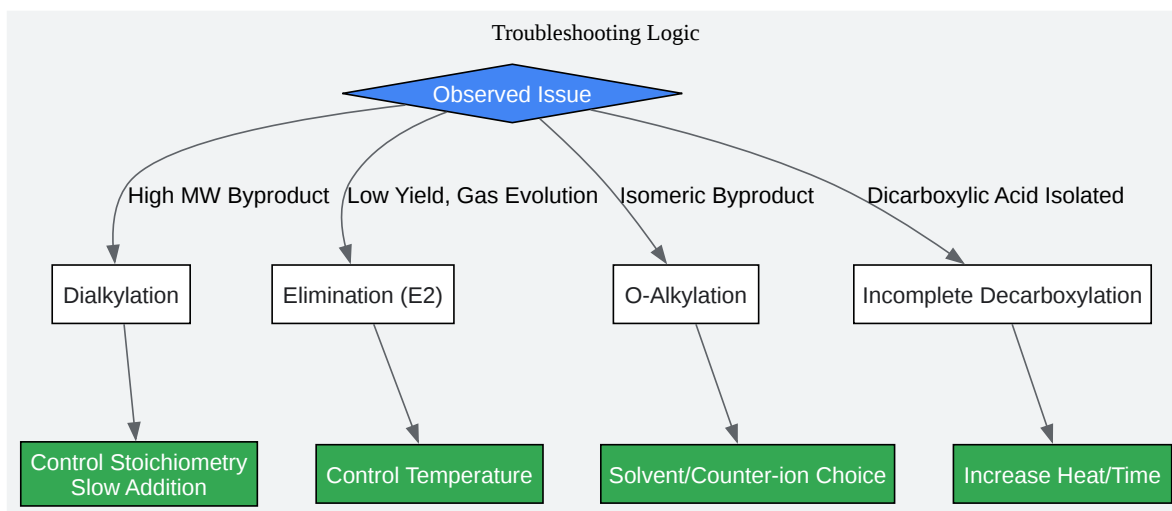 Troubleshooting Logic
Observed Issue
High MW Byproduct
Low Yield, Gas Evolution
Isomeric Byproduct
Dicarboxylic Acid Isolated
Dialkylation
Elimination (E2)
O-Alkylation
Incomplete Decarboxylation
Control Stoichiometry
Slow Addition
Control Temperature
Solvent/Counter-ion Choice
Increase Heat/Time